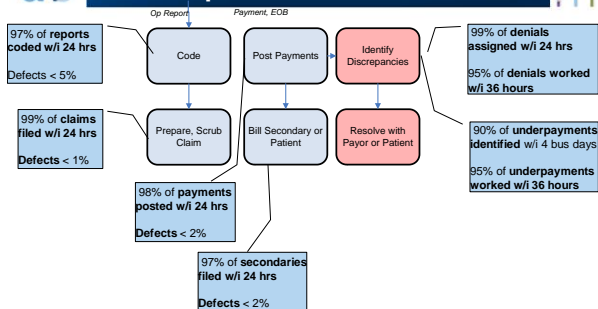 Op Report
Payment, EOB
97% of reports
coded w/i 24 hrs
Defects < 5%
Code
Post Payments
Identify
Discrepancies
99% of denials
assigned w/i 24 hrs
95% of denials worked
w/i 36 hours
99% of claims
filed w/i 24 hrs
Defects < 1%
Prepare, Scrub
Claim
Bill Secondary or
Patient
Resolve with
Payor or Patient
90% of underpayments
identified w/i 4 bus days
95% of underpayments
worked w/i 36 hours
98% of payments
posted w/i 24 hrs
Defects < 2%
97% of secondaries
filed w/i 24 hrs
Defects < 2%